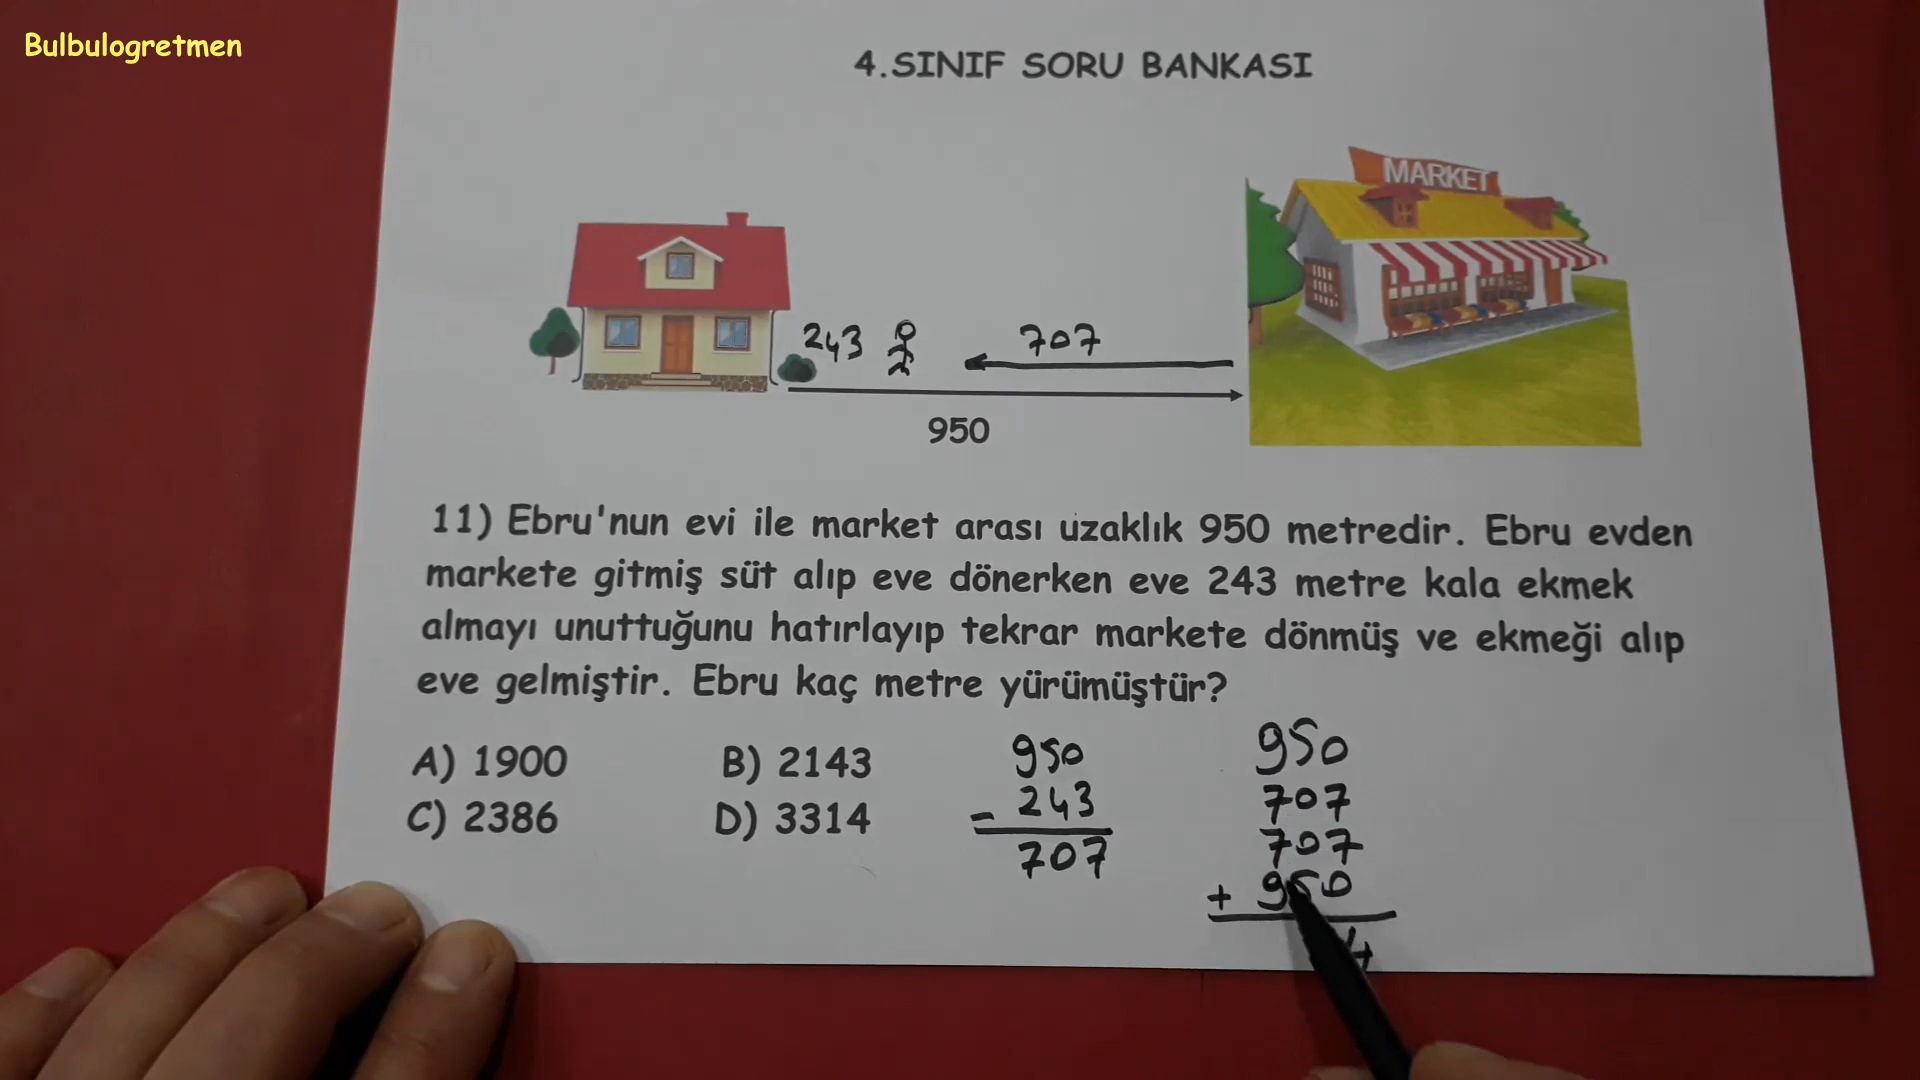 Bulbulogretmen
4.SINIF SORU BANKASI
MARKET
243
707
950
11) Ebru'nun evi ile market arası uzaklık 950 metredir. Ebru evden
markete gitmiş süt alıp eve dönerken eve 243 metre kala ekmek
almayı unuttuğunu hatırlayıp tekrar markete dönmüş ve ekmeği alıp
eve gelmiştir. Ebru kaç metre yürümüştür?
A) 1900
B) 2143
C) 2386
D) 3314
950
- 243
707
950
707
707
+ 950
4